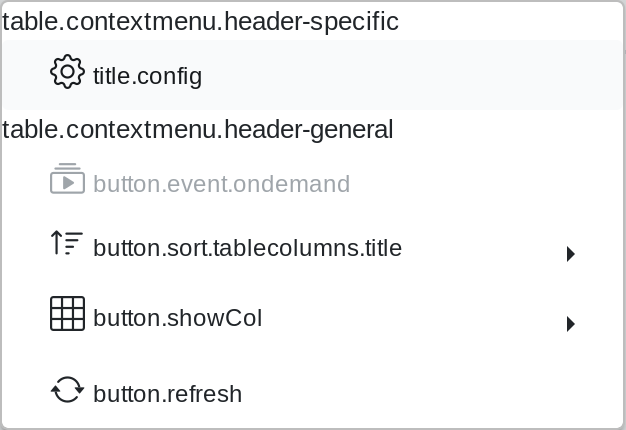 table.contextmenu.header-specific
title.config
table.contextmenu.header-general
button.event.ondemand
button.sort.tablecolumns.title
button.showCol
button.refresh